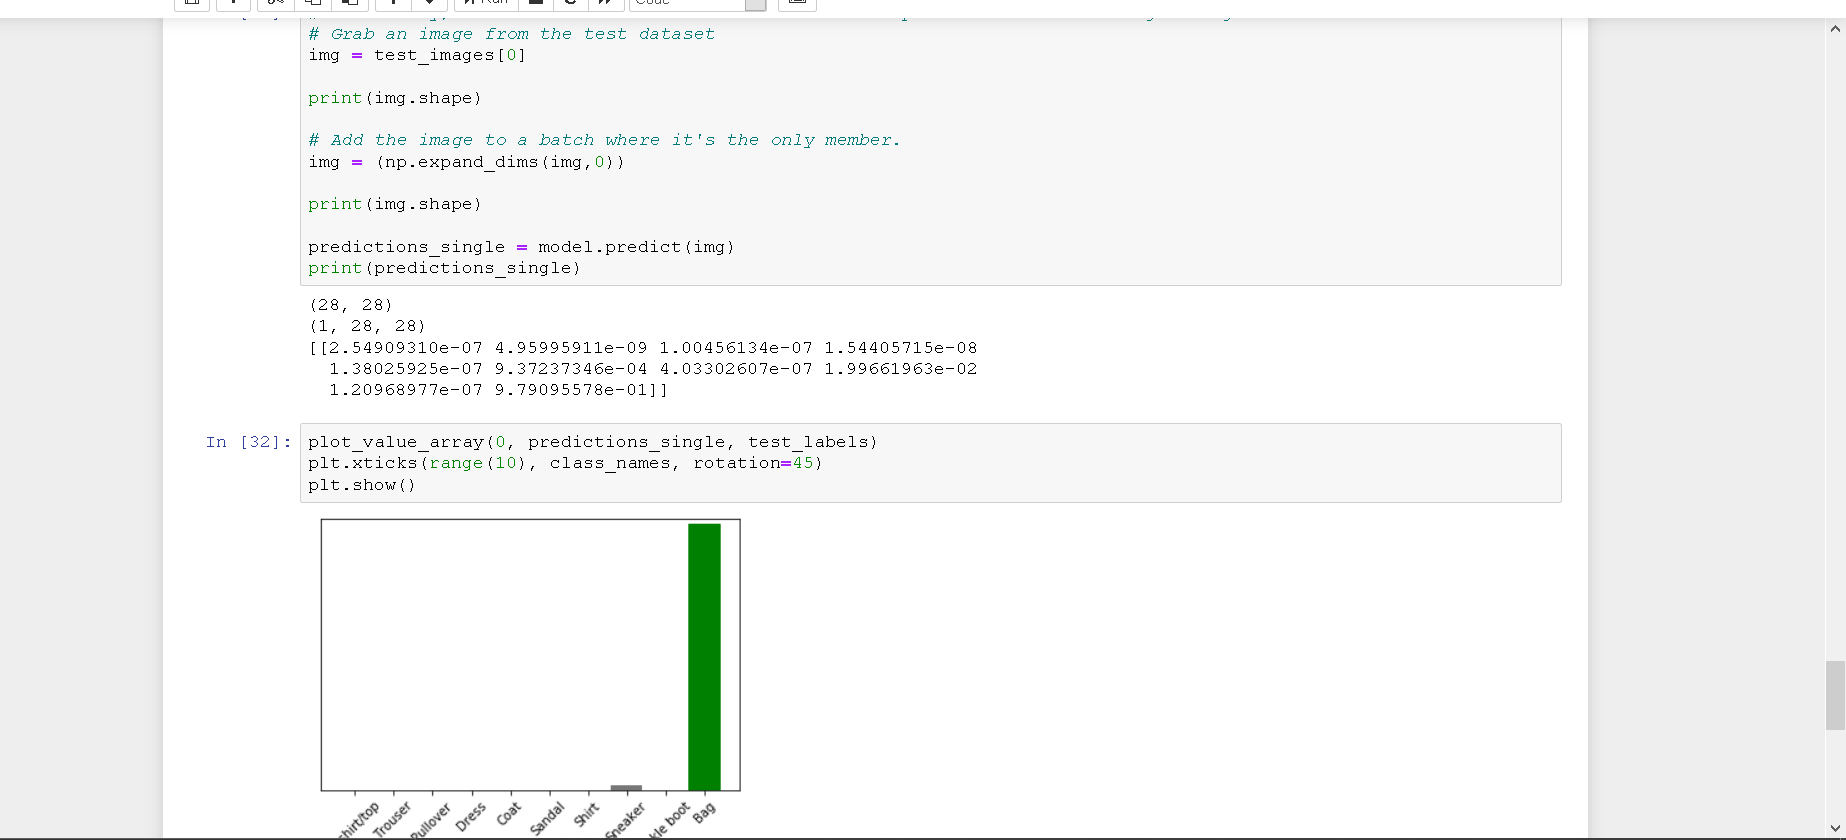 # Grab an image from the test dataset
img = test_images[0]
print(img.shape)
# Add the image to a batch where it's the only member.
img = (np.expand_dims(img,0))
print(img.shape)
predictions_single = model.predict(img)
print(predictions_single)
(28, 28)
(1, 28, 28)
[[2.54909310e-07 4.95995911e-09 1.00456134e-07 1.54405715e-08
1.38025925e-07 9.37237346e-04 4.03302607e-07 1.99661963e-02
1.20968977e-07 9.79095578e-01]]
In [32]:
plot_value_array(0, predictions_single, test_labels)
plt.xticks(range(10), class_names, rotation=45)
plt.show()
shirt/top
Trouser
Pullover
Dress
Coat
Sandal
Shirt
Sneaker
kle boot
Bag